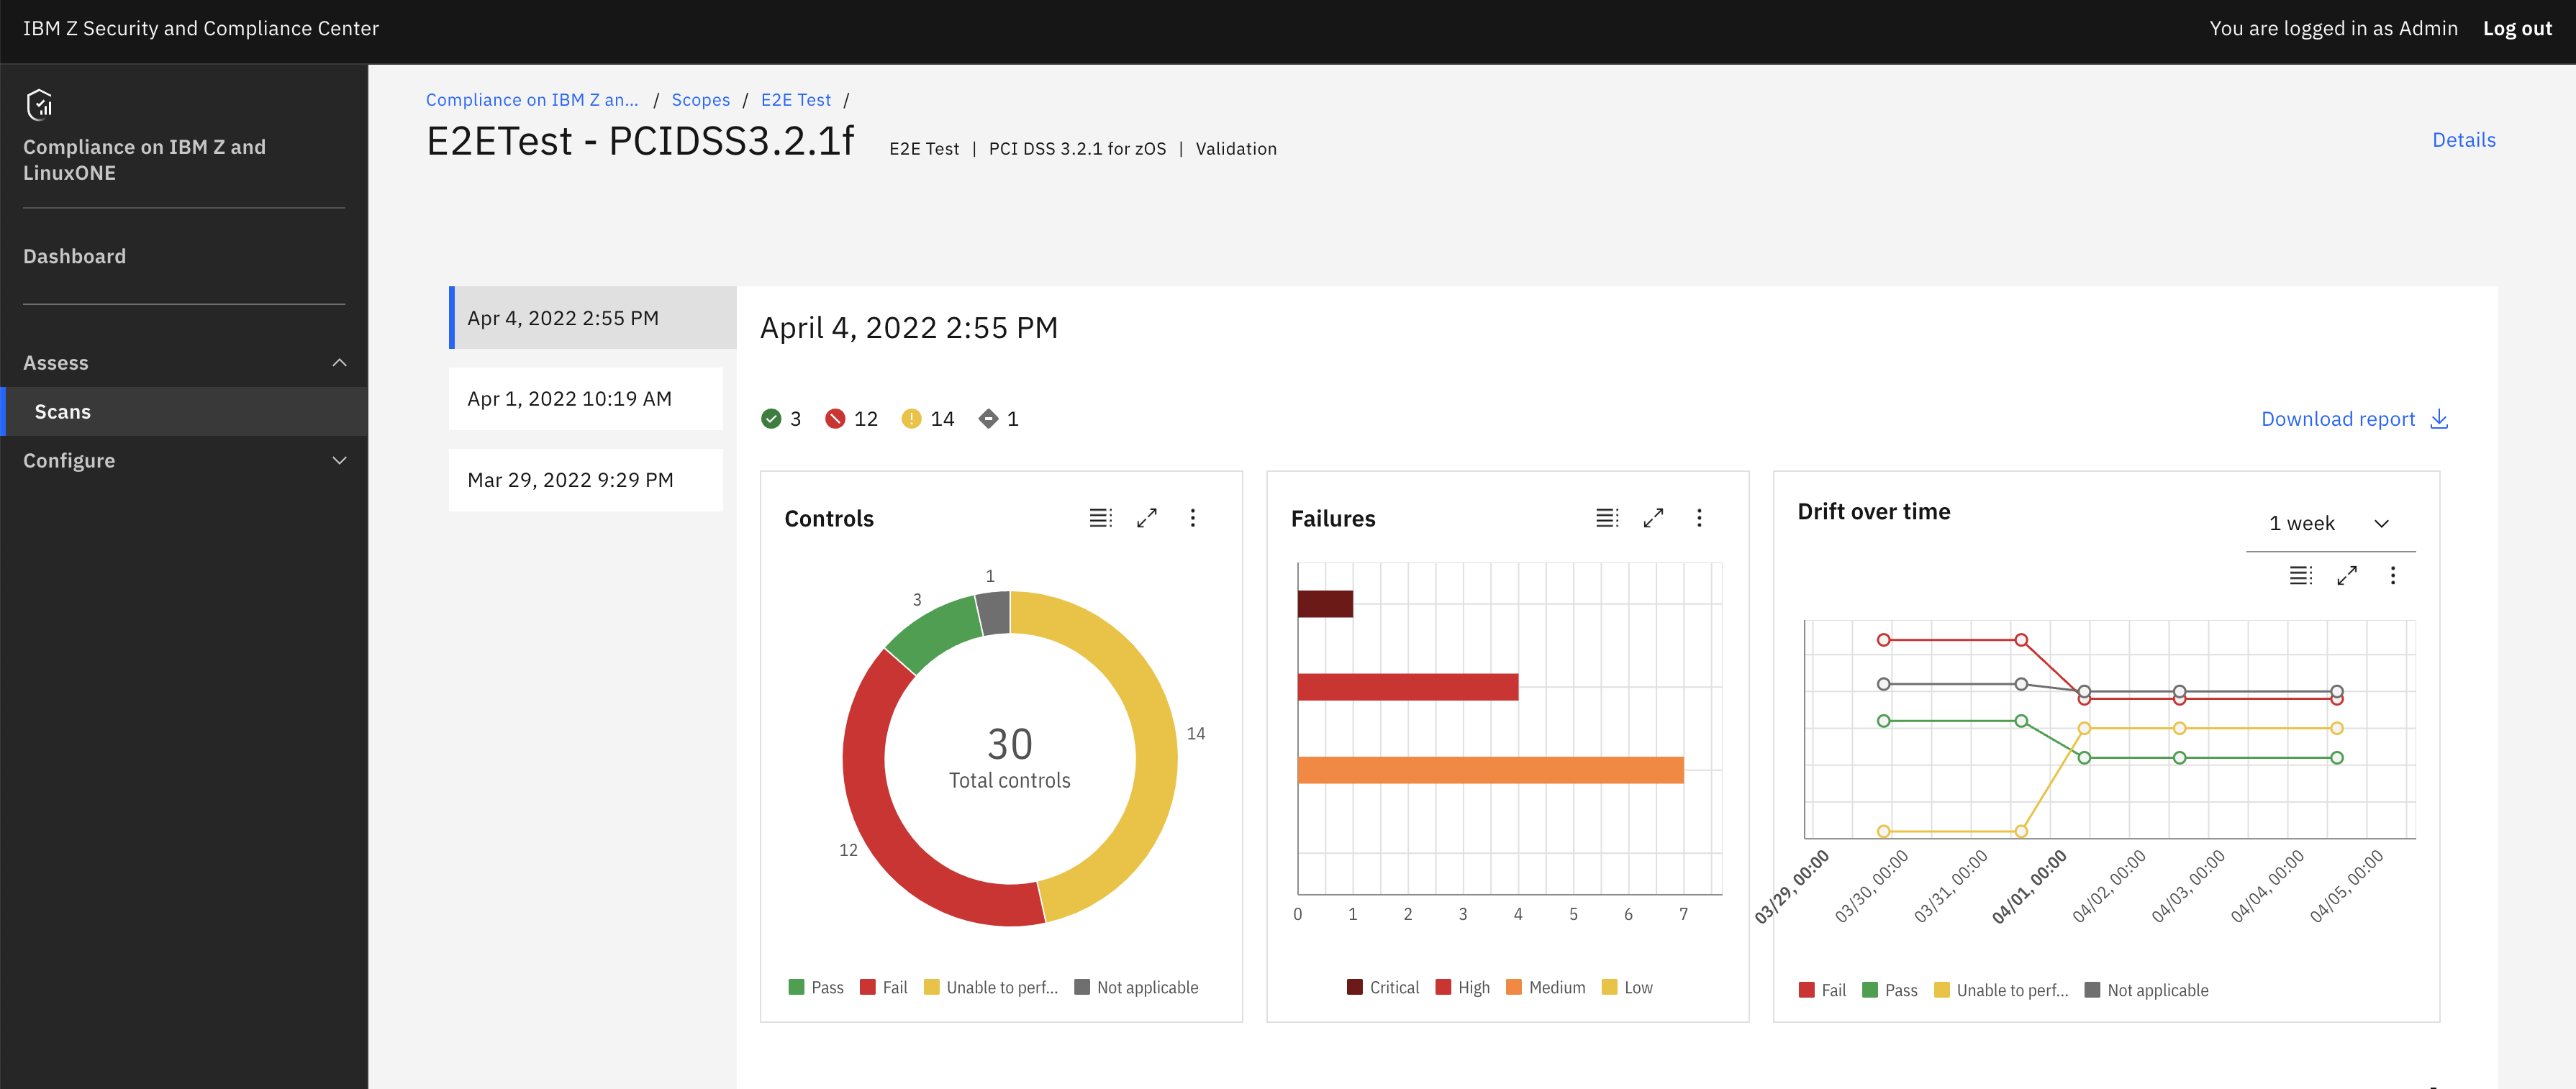 IBM Z Security and Compliance Center
You are logged in as Admin
Log out
Compliance on IBM Z and
LinuxONE
Dashboard
Assess
Scans
Configure
Compliance on IBM Z an... / Scopes / E2E Test /
E2ETest - PCIDSS3.2.1f
E2E Test | PCI DSS 3.2.1 for zOS | Validation
Details
Apr 4, 2022 2:55 PM
Apr 1, 2022 10:19 AM
Mar 29, 2022 9:29 PM
April 4, 2022 2:55 PM
3 12 14 1
Download report
Controls
1
3
14
12
30
Total controls
Pass Fail Unable to perf... Not applicable
Failures
0 1 2 3 4 5 6 7
Critical High Medium Low
Drift over time
1 week
03/29, 00:00
03/30, 00:00
03/31, 00:00
04/01, 00:00
04/02, 00:00
04/03, 00:00
04/04, 00:00
04/05, 00:00
Fail Pass Unable to perf... Not applicable